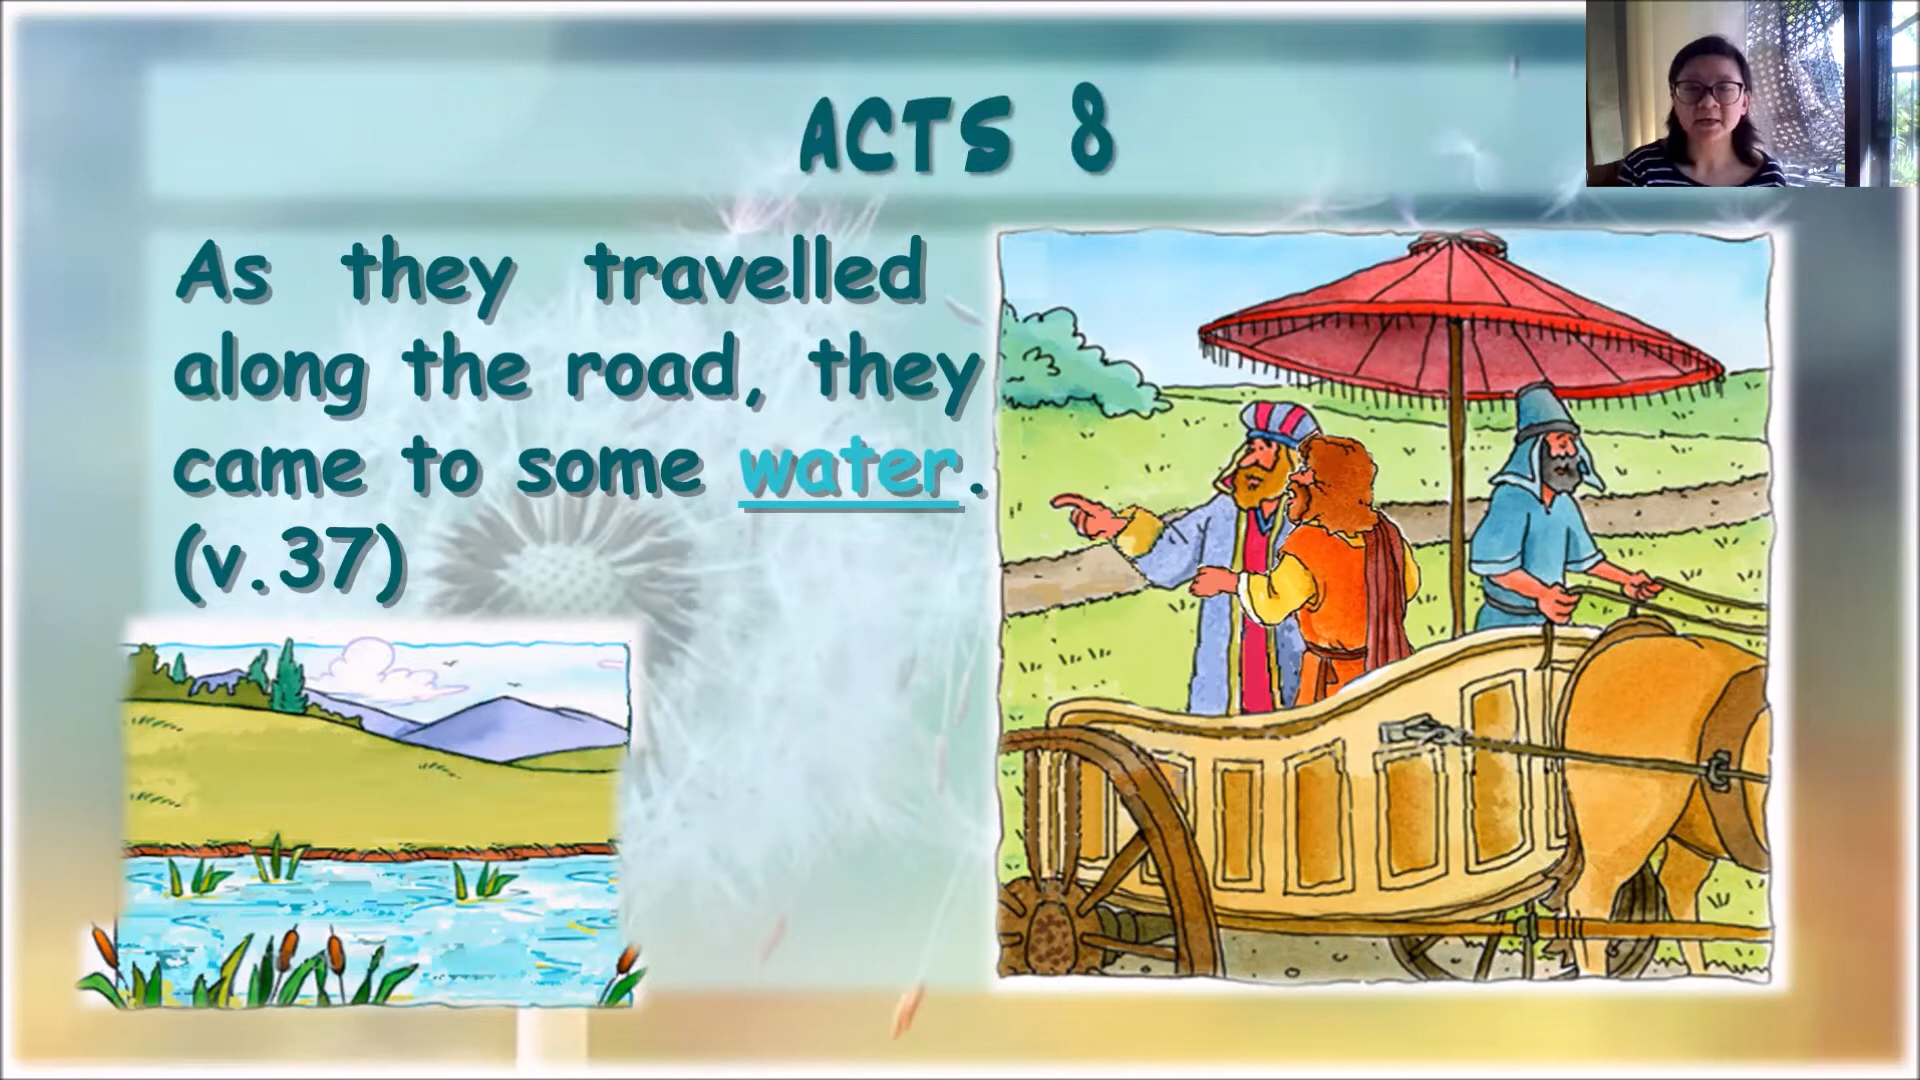 ACTS 8
As they travelled
along the road, they
came to some water.
(v.37)